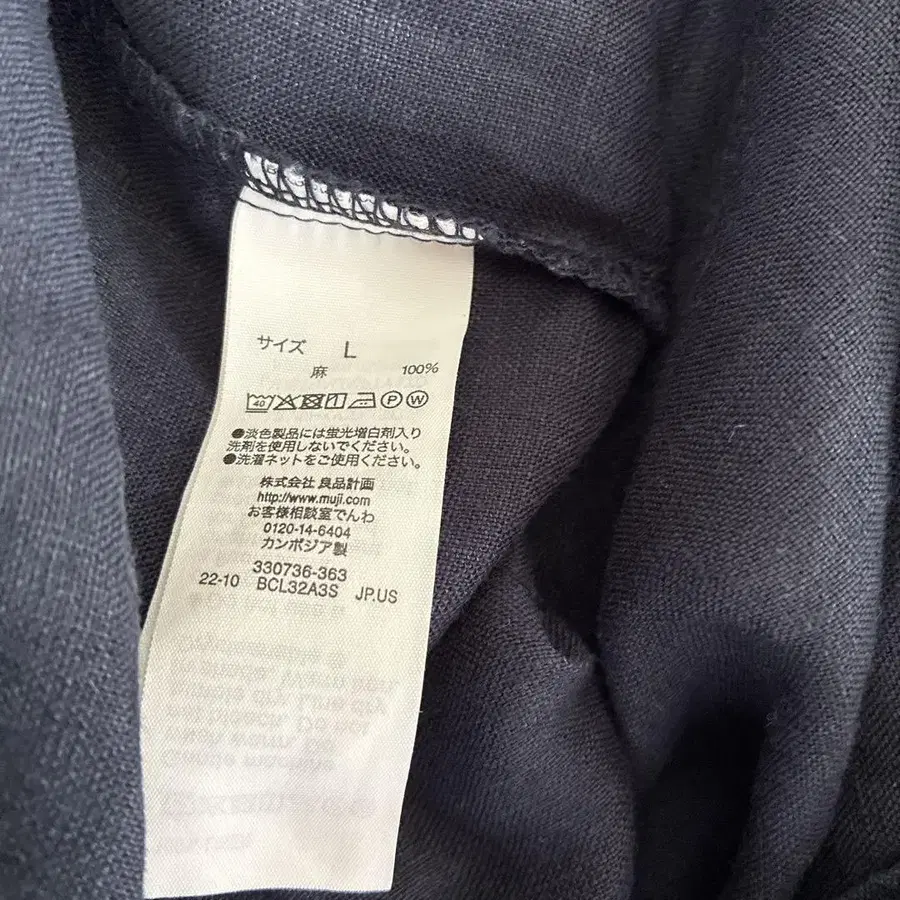 サイズ L
麻 100%
40 P W
●淡色製品には蛍光増白剤入り
洗剤を使用しないでください。
●洗濯ネットをご使用ください。
株式会社 良品計画
http://www.muji.com
お客様相談室でんわ
0120-14-6404
カンボジア製
330736-363
22-10 BCL32A3S JP.US